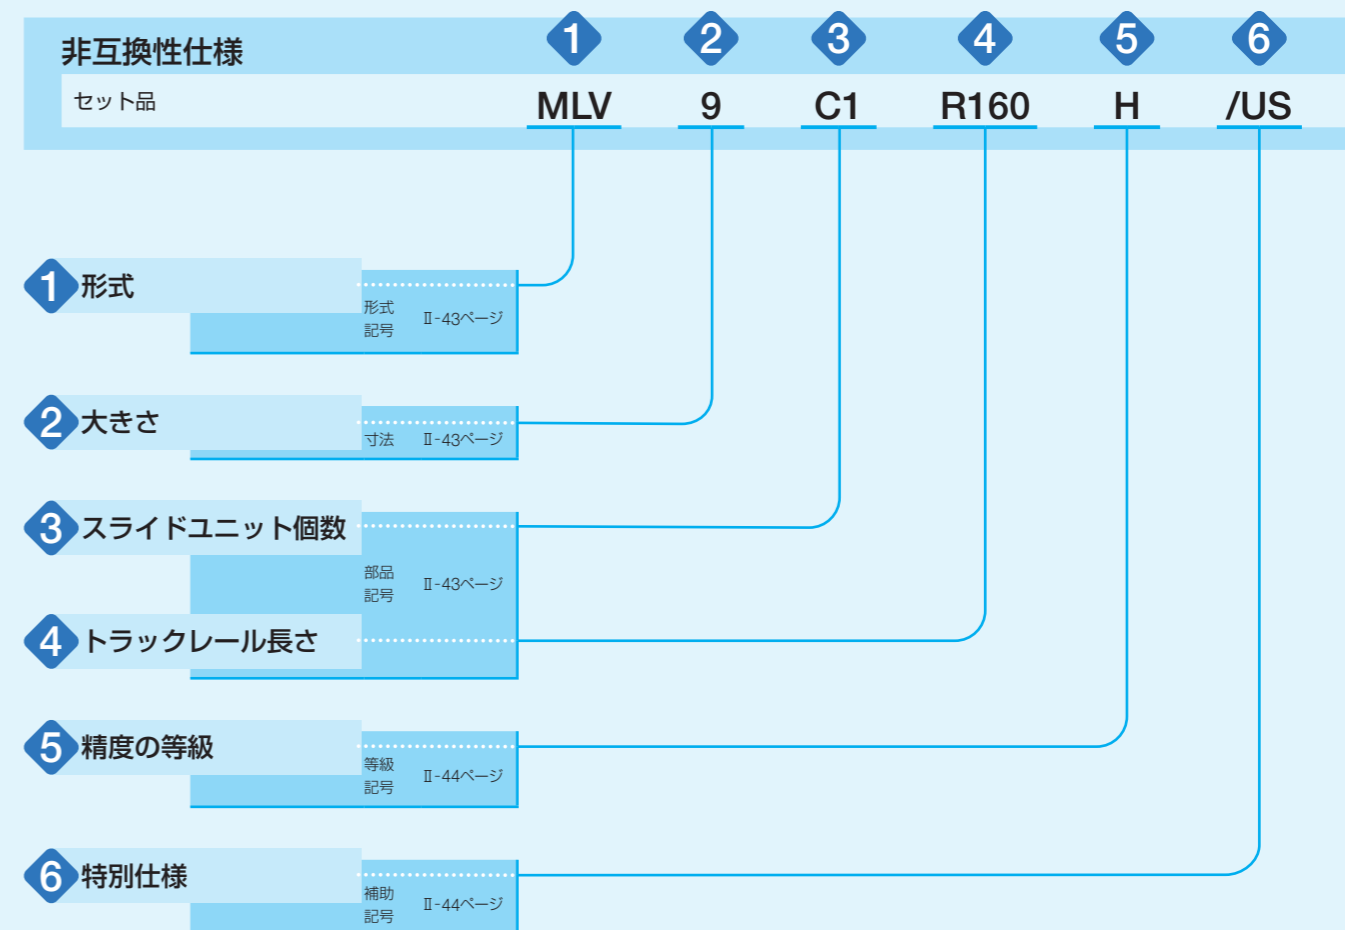 非互換性仕様
1 2 3 4 5 6
セット品 MLV 9 C1 R160 H /US
1 形式
形式
記号 Ⅱ-43ページ
2 大きさ
寸法 Ⅱ-43ページ
3 スライドユニット個数
部品
記号 Ⅱ-43ページ
4 トラックレール長さ
5 精度の等級
等級
記号 Ⅱ-44ページ
6 特別仕様
補助
記号 Ⅱ-44ページ